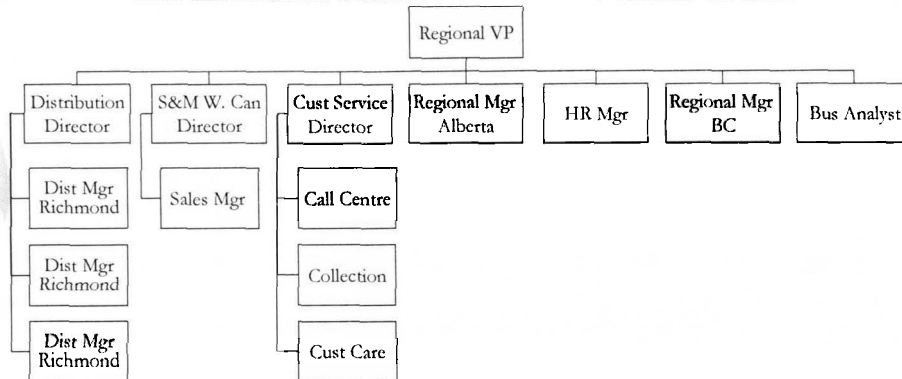 Regional VP
Distribution
Director
S&M W. Can
Director
Cust Service
Director
Regional Mgr
Alberta
HR Mgr
Regional Mgr
BC
Bus Analyst
Dist Mgr
Richmond
Sales Mgr
Call Centre
Dist Mgr
Richmond
Collection
Dist Mgr
Richmond
Cust Care